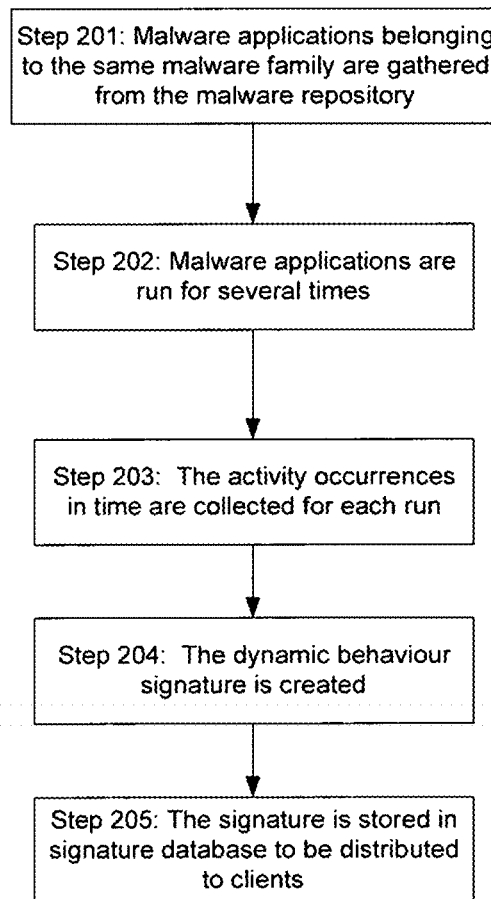 Step 201: Malware applications belonging
to the same malware family are gathered
from the malware repository
Step 202: Malware applications are
run for several times
Step 203: The activity occurrences
in time are collected for each run
Step 204: The dynamic behaviour
signature is created
Step 205: The signature is stored in
signature database to be distributed
to clients